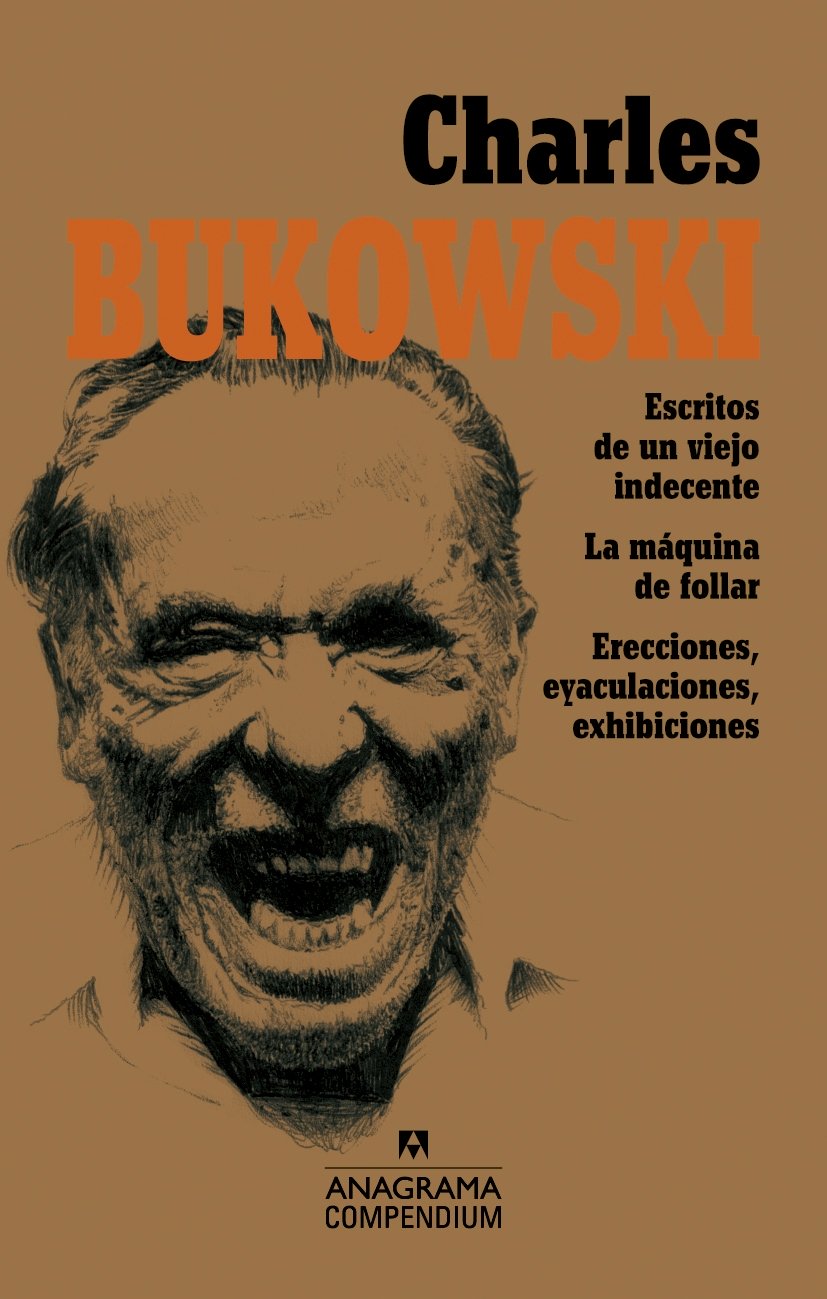 Charles
BUKOWSKI
Escritos
de un viejo
indecente
La máquina
de follar
Erecciones,
eyaculaciones,
exhibiciones
ANAGRAMA
COMPENDIUM